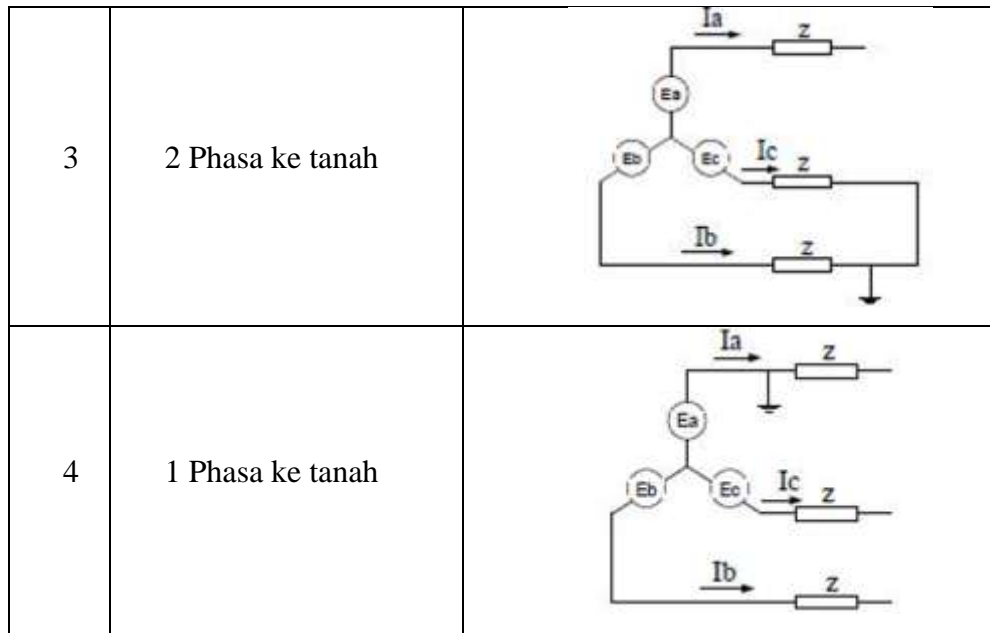 3
2 Phasa ke tanah
Ia
z
Ea
Eb
Ec
Ic
z
Ib
z
4
1 Phasa ke tanah
Ia
z
Ea
Eb
Ec
Ic
z
Ib
z